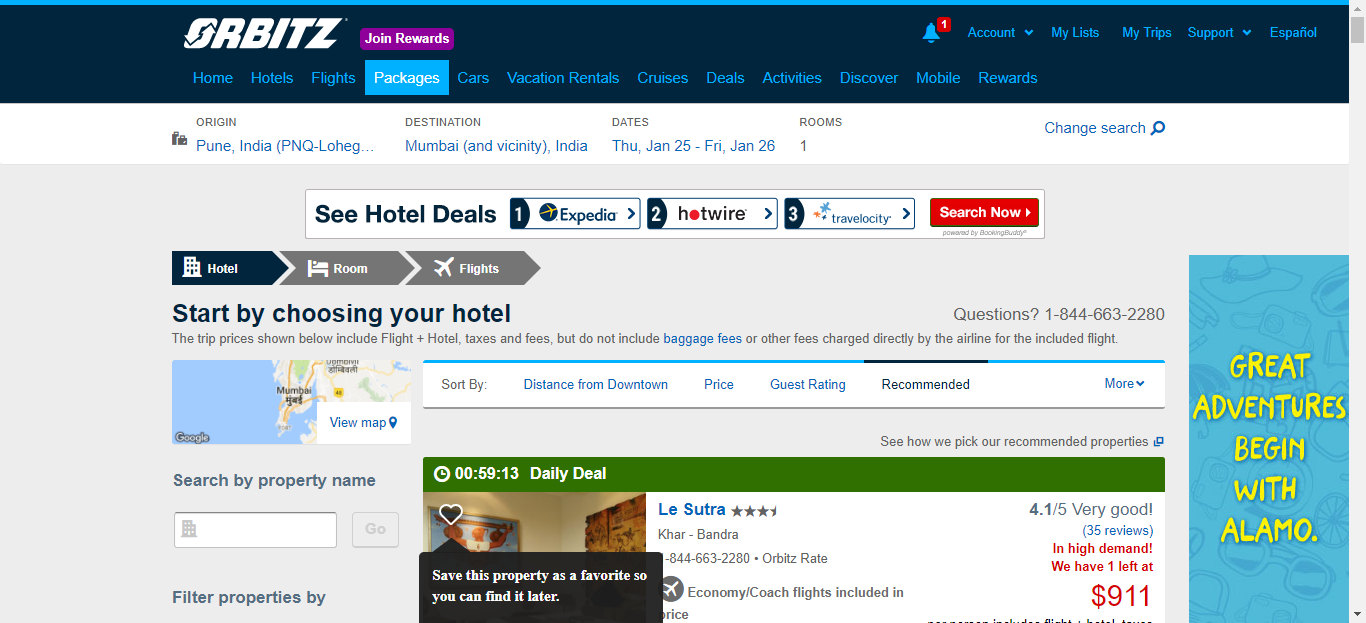 ORBITZ
Join Rewards
1
Account
My Lists
My Trips
Support
Español
Home
Hotels
Flights
Packages
Cars
Vacation Rentals
Cruises
Deals
Activities
Discover
Mobile
Rewards
ORIGIN
Pune, India (PNQ-Loheg…
DESTINATION
Mumbai (and vicinity), India
DATES
Thu, Jan 25 - Fri, Jan 26
ROOMS
1
Change search
See Hotel Deals
1 Expedia
2 hotwire
3 travelocity
Search Now
powered by BookingBuddy
Hotel
Room
Flights
Start by choosing your hotel
Questions? 1-844-663-2280
The trip prices shown below include Flight + Hotel, taxes and fees, but do not include baggage fees or other fees charged directly by the airline for the included flight.
डोम्बिवली
Mumbai
मुंबई
48
View map
Google
Sort By:
Distance from Downtown
Price
Guest Rating
Recommended
More
See how we pick our recommended properties
Search by property name
Go
Filter properties by
00:59:13 Daily Deal
Le Sutra
Khar - Bandra
-844-663-2280 • Orbitz Rate
Economy/Coach flights included in
price
Save this property as a favorite so
you can find it later.
4.1/5 Very good!
(35 reviews)
In high demand!
We have 1 left at
$911
per person includes flight + hotel, taxes
GREAT
ADVENTURES
BEGIN
WITH
ALAMO.